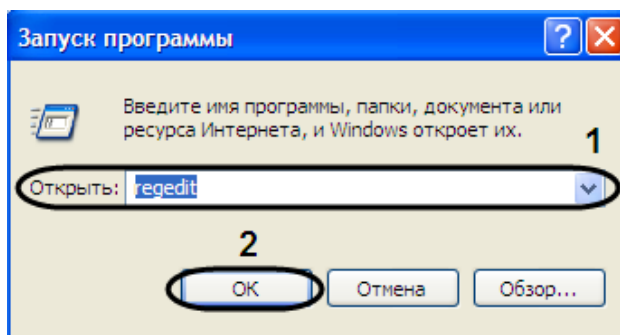 Запуск программы
?
Введите имя программы, папки, документа или
ресурса Интернета, и Windows откроет их.
1
Открыть: regedit
2
ОК Отмена Обзор...